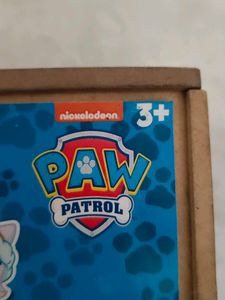 nickelodeon
3+
PAW
PATROL